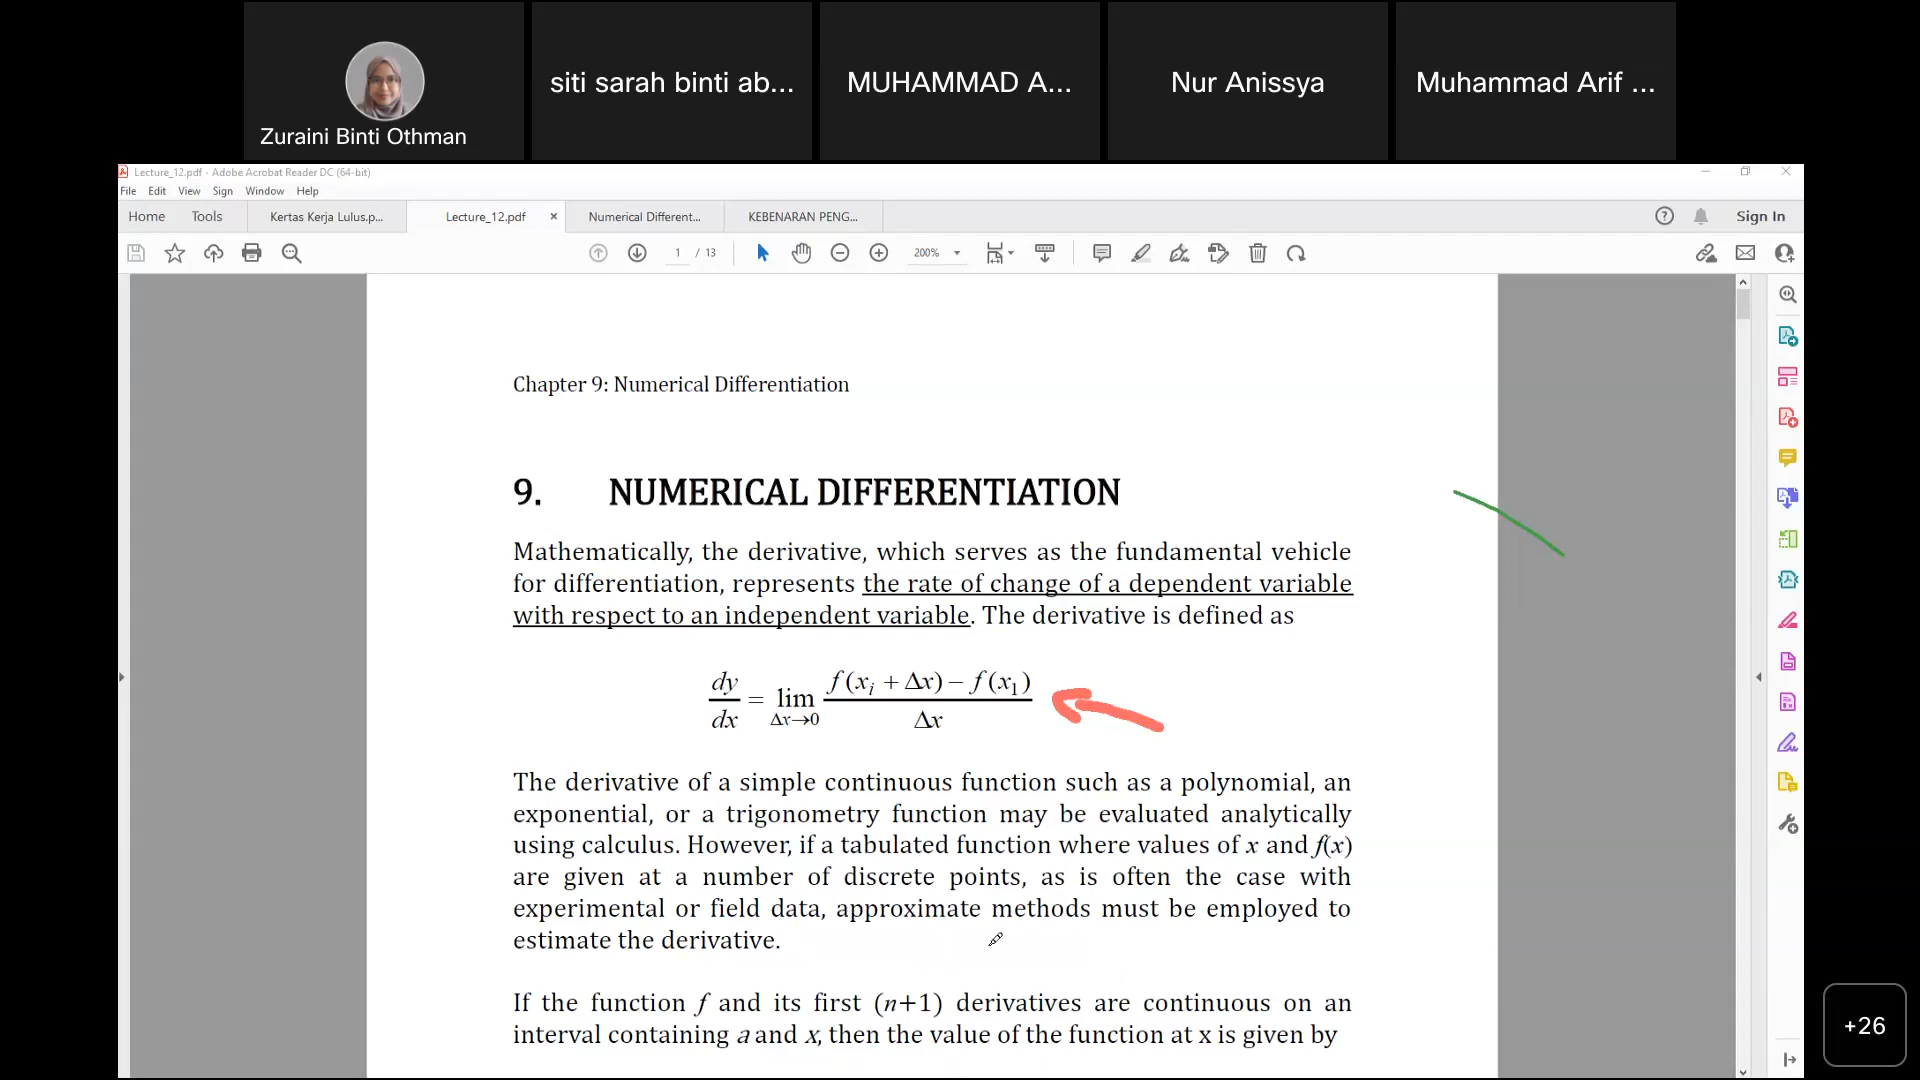 siti sarah binti ab...
MUHAMMAD A...
Nur Anissya
Muhammad Arif ...
Zuraini Binti Othman
Lecture_12.pdf - Adobe Acrobat Reader DC (64-bit)
File Edit View Sign Window Help
Home Tools Kertas Kerja Lulus.p... Lecture_12.pdf × Numerical Different... KEBENARAN PENG... Sign In
1 / 13 200%
Chapter 9: Numerical Differentiation
9. NUMERICAL DIFFERENTIATION
Mathematically, the derivative, which serves as the fundamental vehicle
for differentiation, represents the rate of change of a dependent variable
with respect to an independent variable. The derivative is defined as
dy/dx = lim Δx→0 f(xᵢ + Δx) − f(x₁) / Δx
The derivative of a simple continuous function such as a polynomial, an
exponential, or a trigonometry function may be evaluated analytically
using calculus. However, if a tabulated function where values of x and f(x)
are given at a number of discrete points, as is often the case with
experimental or field data, approximate methods must be employed to
estimate the derivative.
If the function f and its first (n+1) derivatives are continuous on an
interval containing a and x, then the value of the function at x is given by
+26